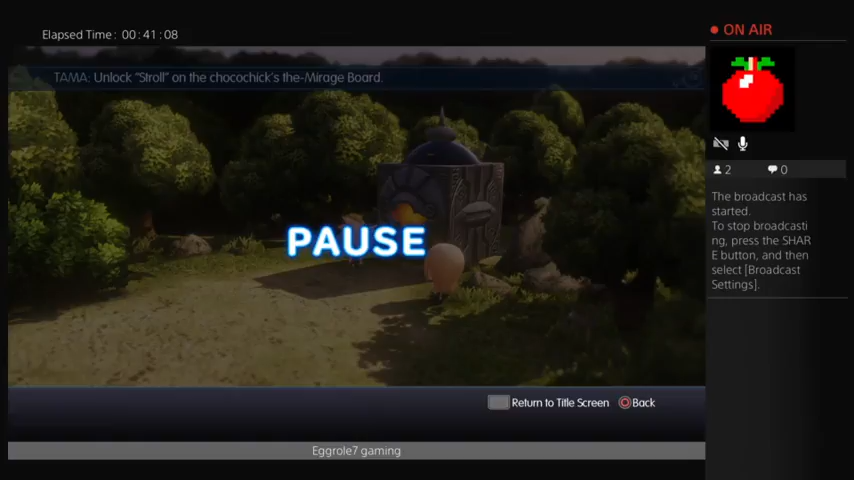 Elapsed Time: 00:41:08
ON AIR
TAMA: Unlock "Stroll" on the chocochick's the-Mirage Board.
PAUSE
2
0
The broadcast has
started.
To stop broadcasti
ng, press the SHAR
E button, and then
select [Broadcast
Settings].
Return to Title Screen
Back
Eggrole7 gaming